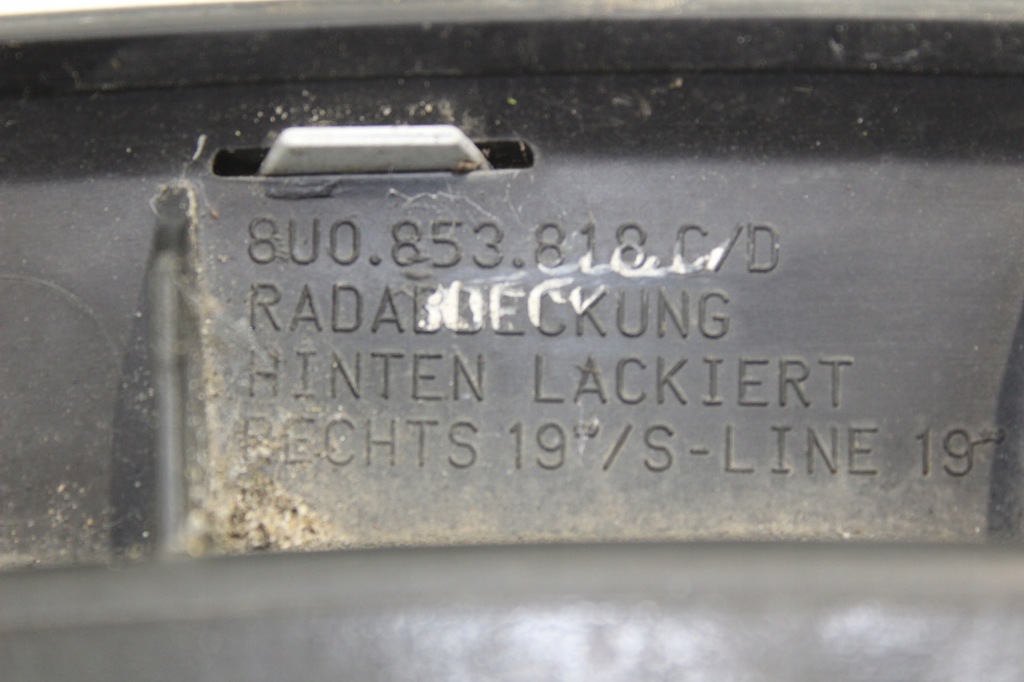 8U0.853.818.C/D
RADABDECKUNG
HINTEN LACKIERT
RECHTS 19"/S-LINE 19"